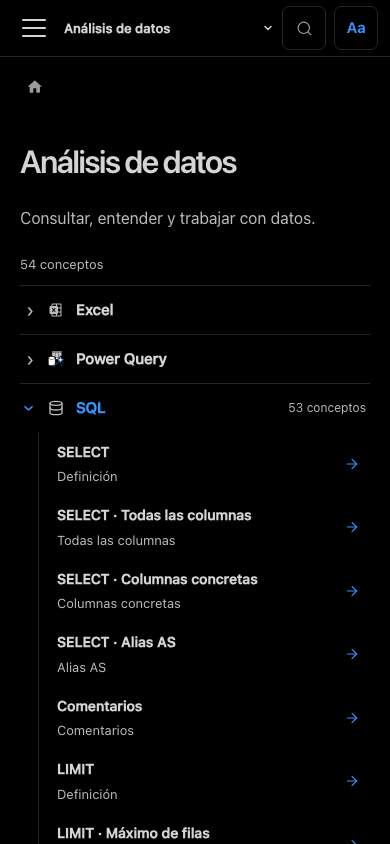 Análisis de datos
Aa
Análisis de datos
Consultar, entender y trabajar con datos.
54 conceptos
Excel
Power Query
SQL
53 conceptos
SELECT
Definición
SELECT · Todas las columnas
Todas las columnas
SELECT · Columnas concretas
Columnas concretas
SELECT · Alias AS
Alias AS
Comentarios
Comentarios
LIMIT
Definición
LIMIT · Máximo de filas